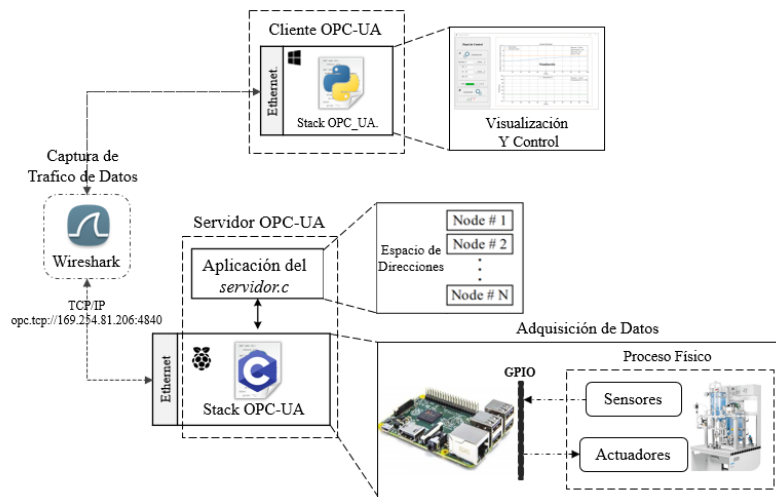 Cliente OPC-UA
Ethernet.
Stack OPC_UA.
Visualización
Y Control
Captura de
Trafico de Datos
Wireshark
TCP/IP
opc.tcp://169.254.81.206:4840
Servidor OPC-UA
Aplicación del
servidor.c
Espacio de
Direcciones
Node # 1
Node # 2
Node # N
Ethernet
C
Stack OPC-UA
Adquisición de Datos
GPIO
Proceso Físico
Sensores
Actuadores